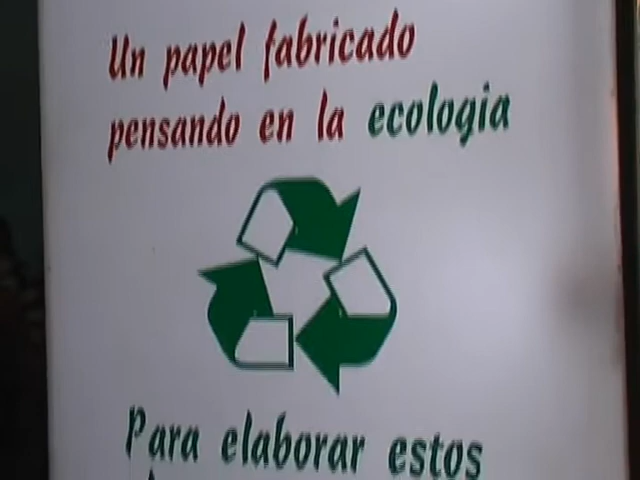 Un papel fabricado
pensando en la ecologia
Para elaborar estos